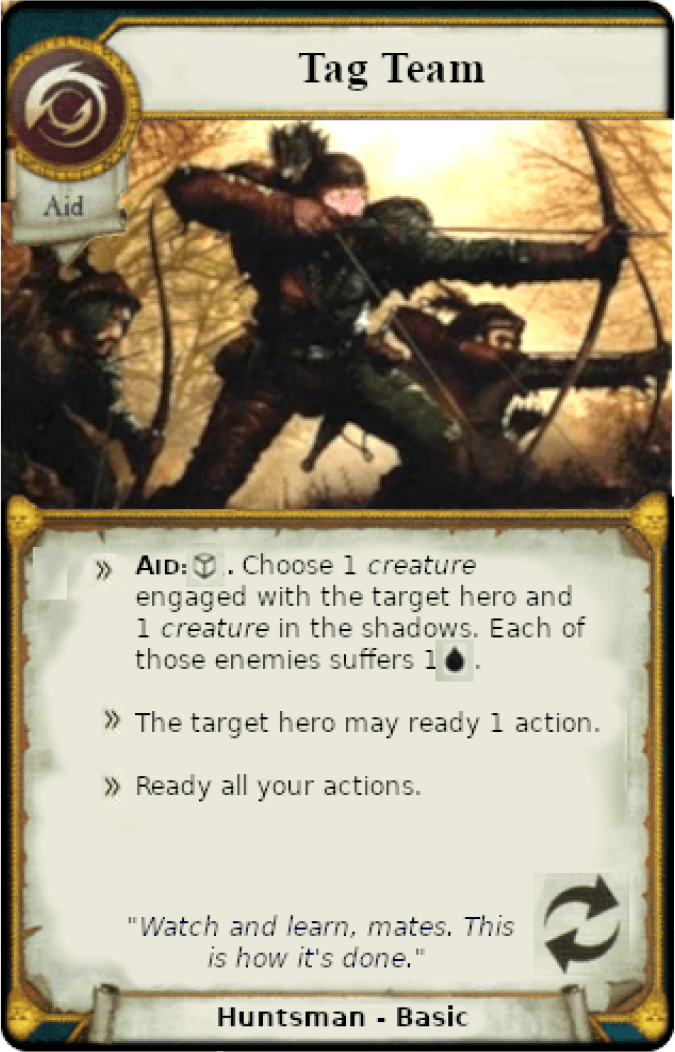 Tag Team
Aid
» AID: . Choose 1 creature
engaged with the target hero and
1 creature in the shadows. Each of
those enemies suffers 1 .
» The target hero may ready 1 action.
» Ready all your actions.
"Watch and learn, mates. This
is how it's done."
Huntsman - Basic